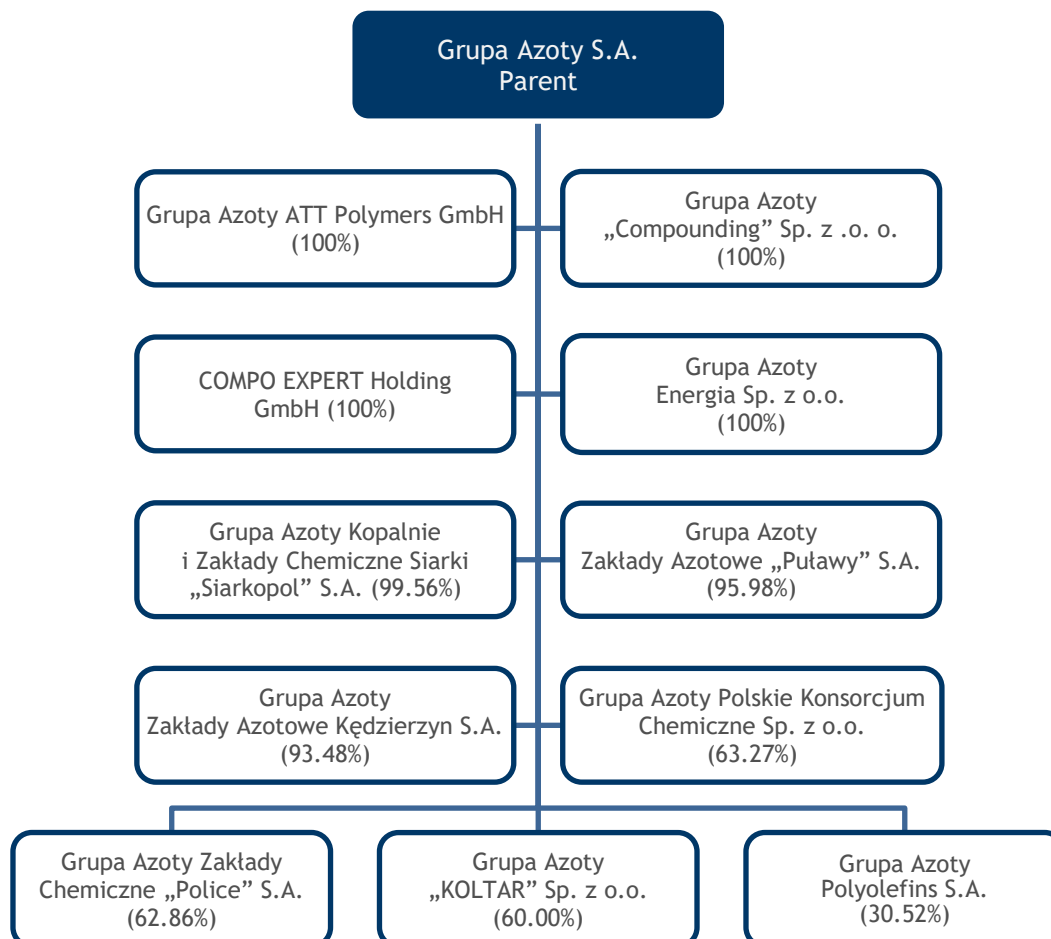 Grupa Azoty S.A.
Parent
Grupa Azoty ATT Polymers GmbH
(100%)
Grupa Azoty
„Compounding” Sp. z .o. o.
(100%)
COMPO EXPERT Holding
GmbH (100%)
Grupa Azoty
Energia Sp. z o.o.
(100%)
Grupa Azoty Kopalnie
i Zakłady Chemiczne Siarki
„Siarkopol” S.A. (99.56%)
Grupa Azoty
Zakłady Azotowe „Puławy” S.A.
(95.98%)
Grupa Azoty
Zakłady Azotowe Kędzierzyn S.A.
(93.48%)
Grupa Azoty Polskie Konsorcjum
Chemiczne Sp. z o.o.
(63.27%)
Grupa Azoty Zakłady
Chemiczne „Police” S.A.
(62.86%)
Grupa Azoty
„KOLTAR” Sp. z o.o.
(60.00%)
Grupa Azoty
Polyolefins S.A.
(30.52%)